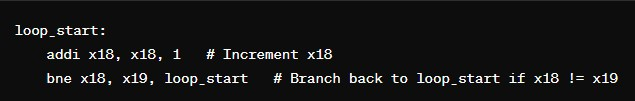 loop_start:
    addi x18, x18, 1   # Increment x18
    bne x18, x19, loop_start   # Branch back to loop_start if x18 != x19